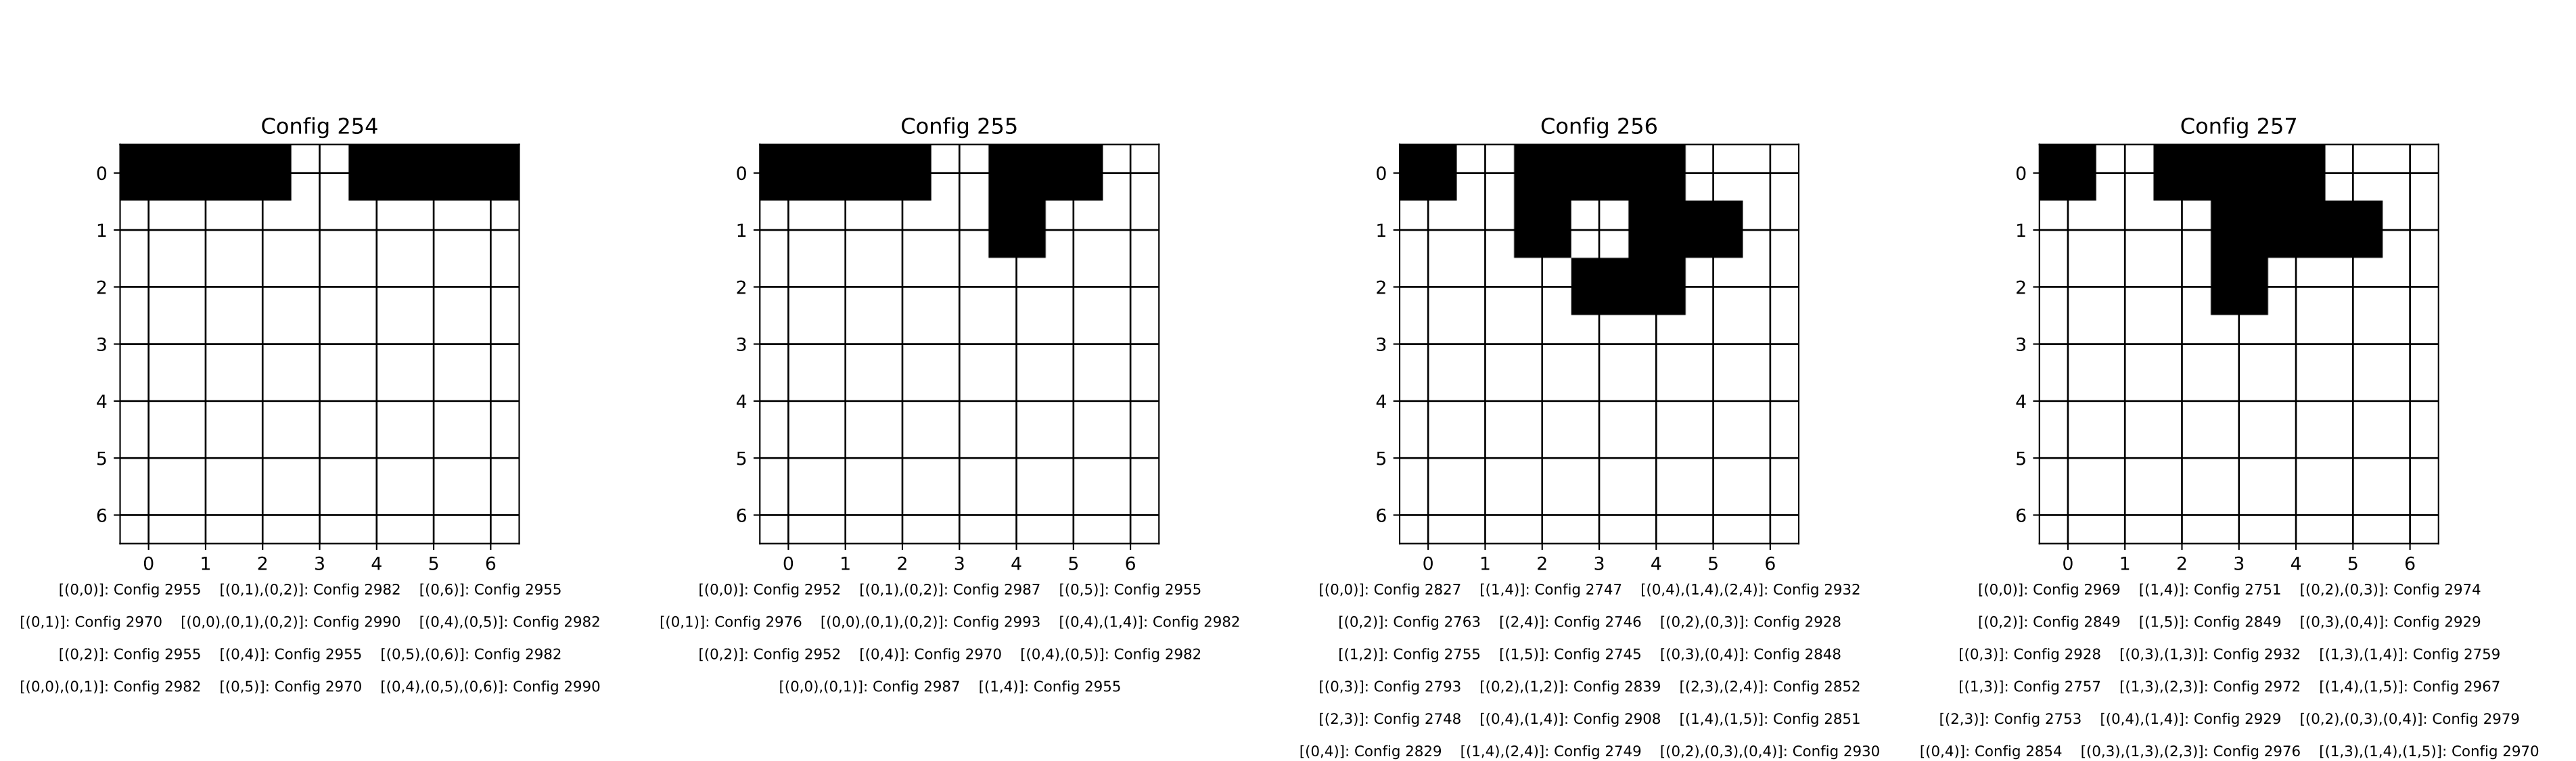 Config 254
0
1
2
3
4
5
6
0 1 2 3 4 5 6
[(0,0)]: Config 2955 [(0,1),(0,2)]: Config 2982 [(0,6)]: Config 2955
[(0,1)]: Config 2970 [(0,0),(0,1),(0,2)]: Config 2990 [(0,4),(0,5)]: Config 2982
[(0,2)]: Config 2955 [(0,4)]: Config 2955 [(0,5),(0,6)]: Config 2982
[(0,0),(0,1)]: Config 2982 [(0,5)]: Config 2970 [(0,4),(0,5),(0,6)]: Config 2990
Config 255
0
1
2
3
4
5
6
0 1 2 3 4 5 6
[(0,0)]: Config 2952 [(0,1),(0,2)]: Config 2987 [(0,5)]: Config 2955
[(0,1)]: Config 2976 [(0,0),(0,1),(0,2)]: Config 2993 [(0,4),(1,4)]: Config 2982
[(0,2)]: Config 2952 [(0,4)]: Config 2970 [(0,4),(0,5)]: Config 2982
[(0,0),(0,1)]: Config 2987 [(1,4)]: Config 2955
Config 256
0
1
2
3
4
5
6
0 1 2 3 4 5 6
[(0,0)]: Config 2827 [(1,4)]: Config 2747 [(0,4),(1,4),(2,4)]: Config 2932
[(0,2)]: Config 2763 [(2,4)]: Config 2746 [(0,2),(0,3)]: Config 2928
[(1,2)]: Config 2755 [(1,5)]: Config 2745 [(0,3),(0,4)]: Config 2848
[(0,3)]: Config 2793 [(0,2),(1,2)]: Config 2839 [(2,3),(2,4)]: Config 2852
[(2,3)]: Config 2748 [(0,4),(1,4)]: Config 2908 [(1,4),(1,5)]: Config 2851
[(0,4)]: Config 2829 [(1,4),(2,4)]: Config 2749 [(0,2),(0,3),(0,4)]: Config 2930
Config 257
0
1
2
3
4
5
6
0 1 2 3 4 5 6
[(0,0)]: Config 2969 [(1,4)]: Config 2751 [(0,2),(0,3)]: Config 2974
[(0,2)]: Config 2849 [(1,5)]: Config 2849 [(0,3),(0,4)]: Config 2929
[(0,3)]: Config 2928 [(0,3),(1,3)]: Config 2932 [(1,3),(1,4)]: Config 2759
[(1,3)]: Config 2757 [(1,3),(2,3)]: Config 2972 [(1,4),(1,5)]: Config 2967
[(2,3)]: Config 2753 [(0,4),(1,4)]: Config 2929 [(0,2),(0,3),(0,4)]: Config 2979
[(0,4)]: Config 2854 [(0,3),(1,3),(2,3)]: Config 2976 [(1,3),(1,4),(1,5)]: Config 2970